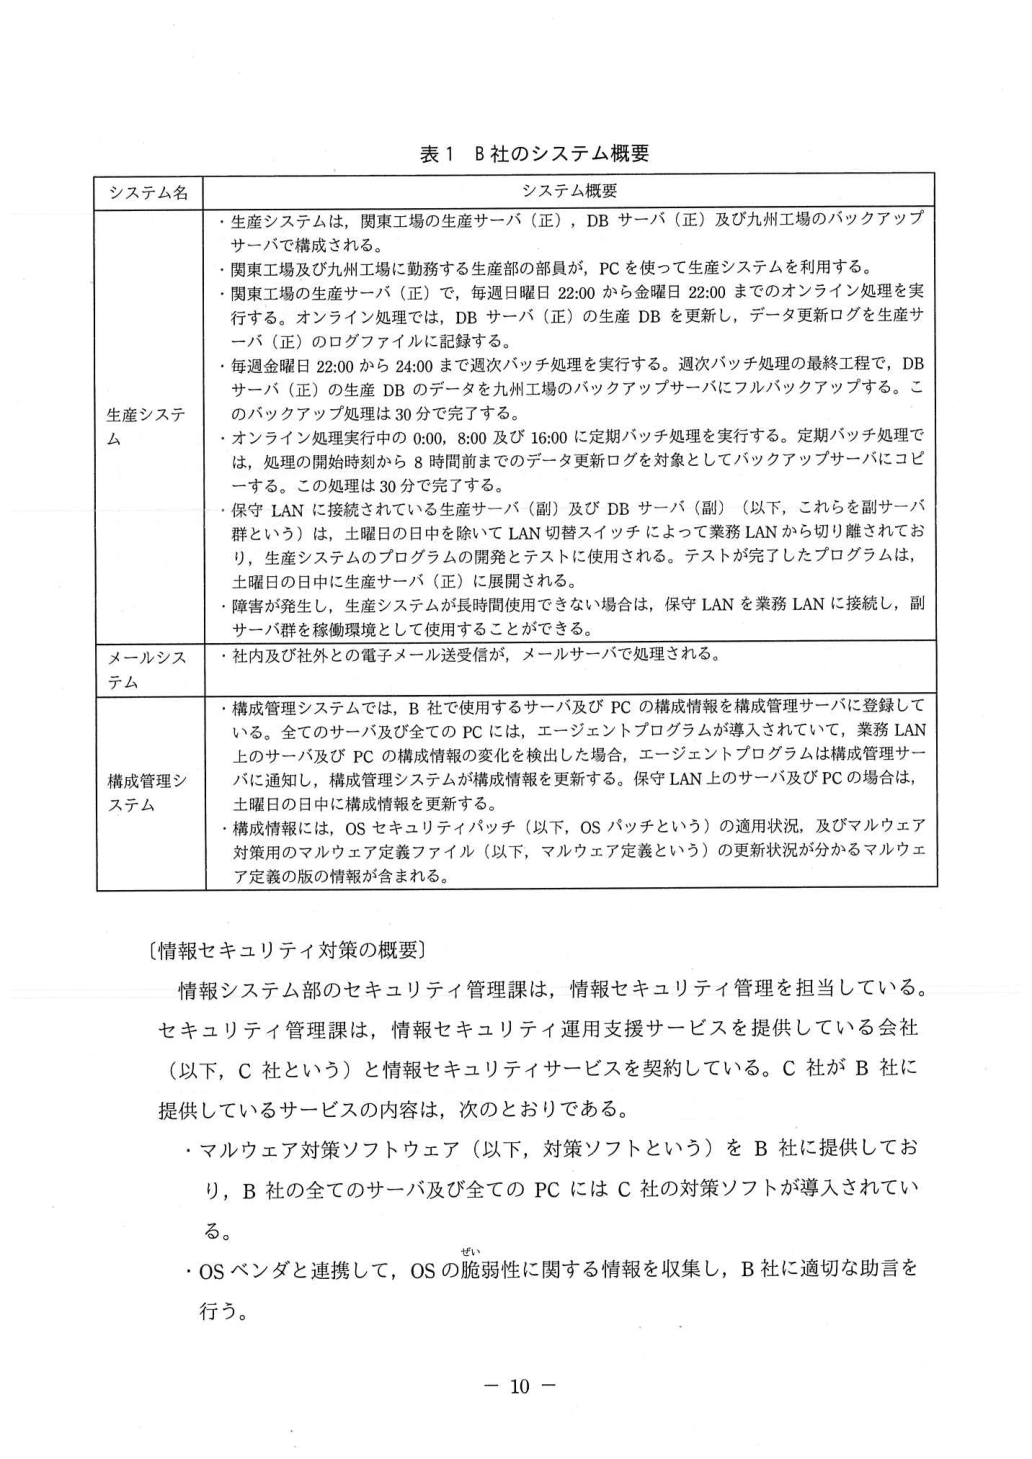 表1　B社のシステム概要
システム名
システム概要
生産システ
ム
・生産システムは，関東工場の生産サーバ（正），DB サーバ（正）及び九州工場のバックアップ
サーバで構成される。
・関東工場及び九州工場に勤務する生産部の部員が，PC を使って生産システムを利用する。
・関東工場の生産サーバ（正）で，毎週日曜日 22:00 から金曜日 22:00 までのオンライン処理を実
行する。オンライン処理では，DB サーバ（正）の生産 DB を更新し，データ更新ログを生産サ
ーバ（正）のログファイルに記録する。
・毎週金曜日 22:00 から 24:00 まで週次バッチ処理を実行する。週次バッチ処理の最終工程で，DB
サーバ（正）の生産 DB のデータを九州工場のバックアップサーバにフルバックアップする。こ
のバックアップ処理は 30 分で完了する。
・オンライン処理実行中の 0:00，8:00 及び 16:00 に定期バッチ処理を実行する。定期バッチ処理で
は，処理の開始時刻から 8 時間前までのデータ更新ログを対象としてバックアップサーバにコピ
ーする。この処理は 30 分で完了する。
・保守 LAN に接続されている生産サーバ（副）及び DB サーバ（副）（以下，これらを副サーバ
群という）は，土曜日の日中を除いて LAN 切替スイッチによって業務 LAN から切り離されてお
り，生産システムのプログラムの開発とテストに使用される。テストが完了したプログラムは，
土曜日の日中に生産サーバ（正）に展開される。
・障害が発生し，生産システムが長時間使用できない場合は，保守 LAN を業務 LAN に接続し，副
サーバ群を稼働環境として使用することができる。
メールシス
テム
・社内及び社外との電子メール送受信が，メールサーバで処理される。
構成管理シ
ステム
・構成管理システムでは，B 社で使用するサーバ及び PC の構成情報を構成管理サーバに登録して
いる。全てのサーバ及び全ての PC には，エージェントプログラムが導入されていて，業務 LAN
上のサーバ及び PC の構成情報の変化を検出した場合，エージェントプログラムは構成管理サー
バに通知し，構成管理システムが構成情報を更新する。保守 LAN 上のサーバ及び PC の場合は，
土曜日の日中に構成情報を更新する。
・構成情報には，OS セキュリティパッチ（以下，OS パッチという）の適用状況，及びマルウェア
対策用のマルウェア定義ファイル（以下，マルウェア定義という）の更新状況が分かるマルウェ
ア定義の版の情報が含まれる。
〔情報セキュリティ対策の概要〕
情報システム部のセキュリティ管理課は，情報セキュリティ管理を担当している。
セキュリティ管理課は，情報セキュリティ運用支援サービスを提供している会社
（以下，C 社という）と情報セキュリティサービスを契約している。C 社が B 社に
提供しているサービスの内容は，次のとおりである。
・マルウェア対策ソフトウェア（以下，対策ソフトという）を B 社に提供してお
り，B 社の全てのサーバ及び全ての PC には C 社の対策ソフトが導入されてい
る。
ぜい
・OS ベンダと連携して，OS の脆弱性に関する情報を収集し，B 社に適切な助言を
行う。
－ 10 －